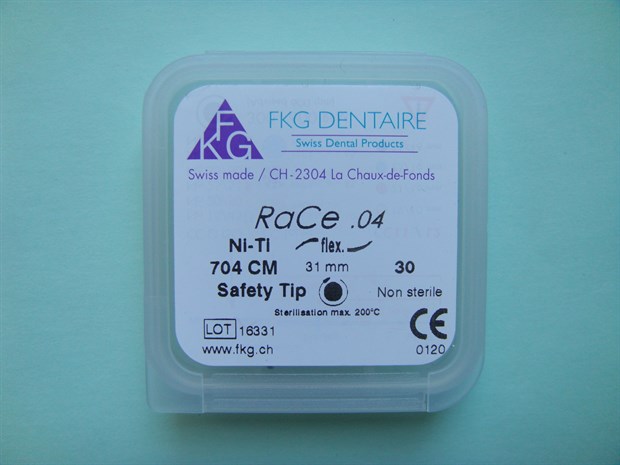 FKG
FKG DENTAIRE
Swiss Dental Products
Swiss made / CH-2304 La Chaux-de-Fonds
RaCe .04
Ni-Ti flex.
704 CM 31 mm 30
Safety Tip Non sterile
Sterilisation max. 200°C
LOT 16331 CE
www.fkg.ch 0120